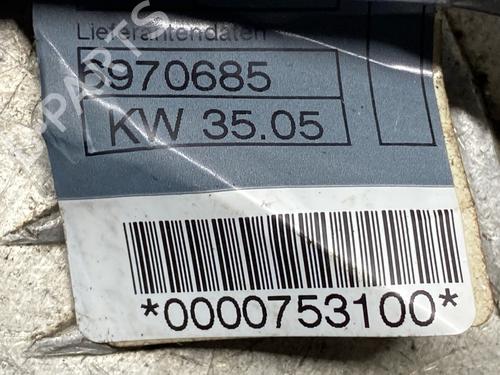 Lieferantendaten
6970685
KW 35.05
*0000753100*